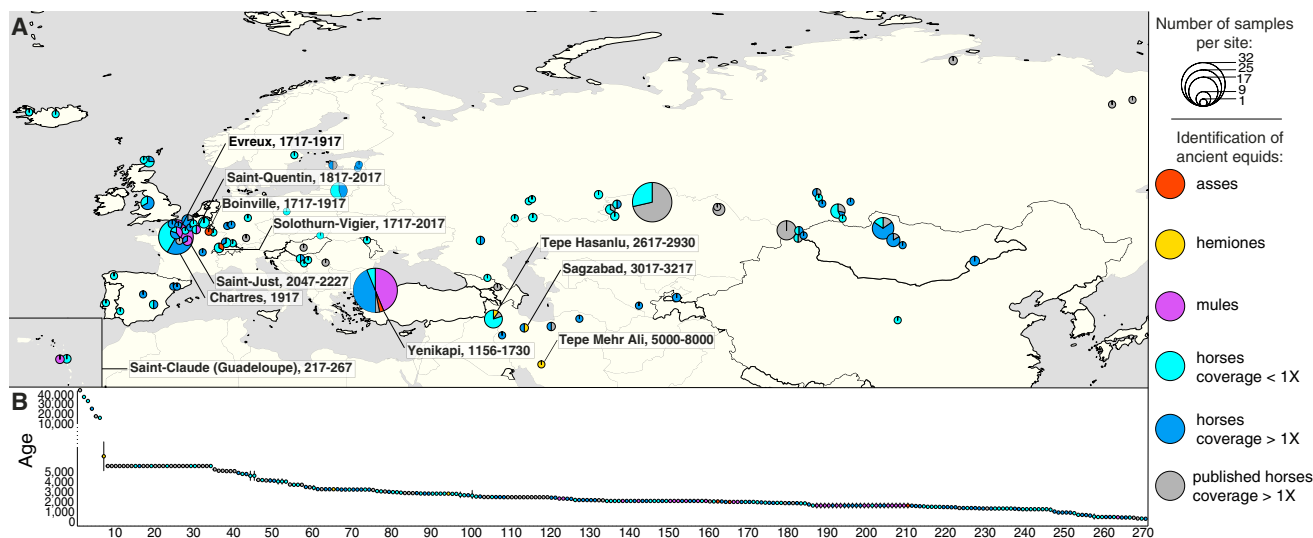 A
Number of samples
per site:
32
25
17
9
1
Evreux, 1717-1917
Saint-Quentin, 1817-2017
Boinville, 1717-1917
Solothurn-Vigier, 1717-2017
Tepe Hasanlu, 2617-2930
Sagzabad, 3017-3217
Saint-Just, 2047-2227
Chartres, 1917
Yenikapi, 1156-1730
Tepe Mehr Ali, 5000-8000
Saint-Claude (Guadeloupe), 217-267
Identification of
ancient equids:
asses
hemiones
mules
horses
coverage < 1X
horses
coverage > 1X
published horses
coverage > 1X
B
Age
40,000
30,000
20,000
10,000
5,000
4,000
3,000
2,000
1,000
0
10 20 30 40 50 60 70 80 90 100 110 120 130 140 150 160 170 180 190 200 210 220 230 240 250 260 270